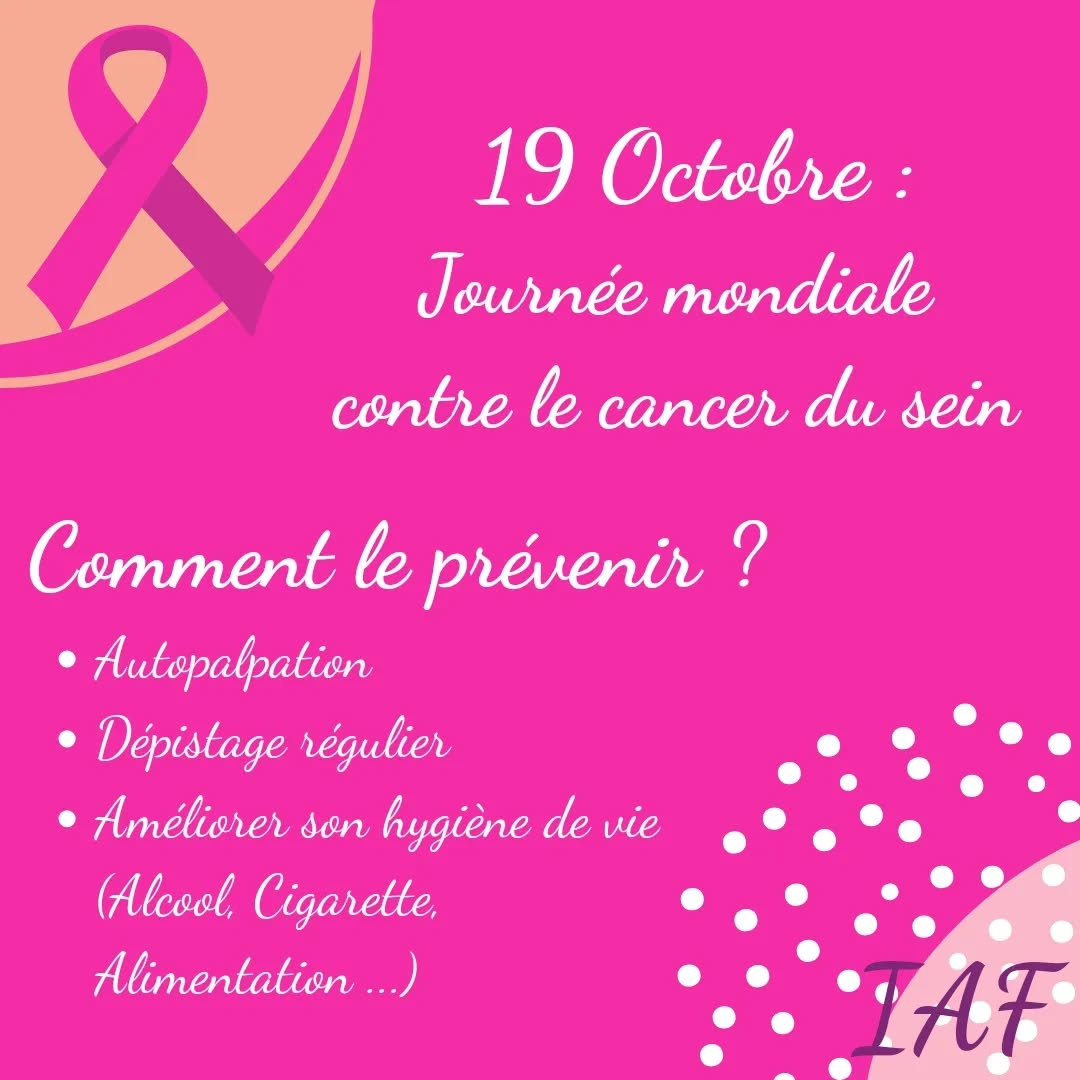 19 Octobre :
Journée mondiale
contre le cancer du sein
Comment le prévenir ?
• Autopalpation
• Dépistage régulier
• Améliorer son hygiène de vie
(Alcool, Cigarette,
Alimentation ...)
IAF